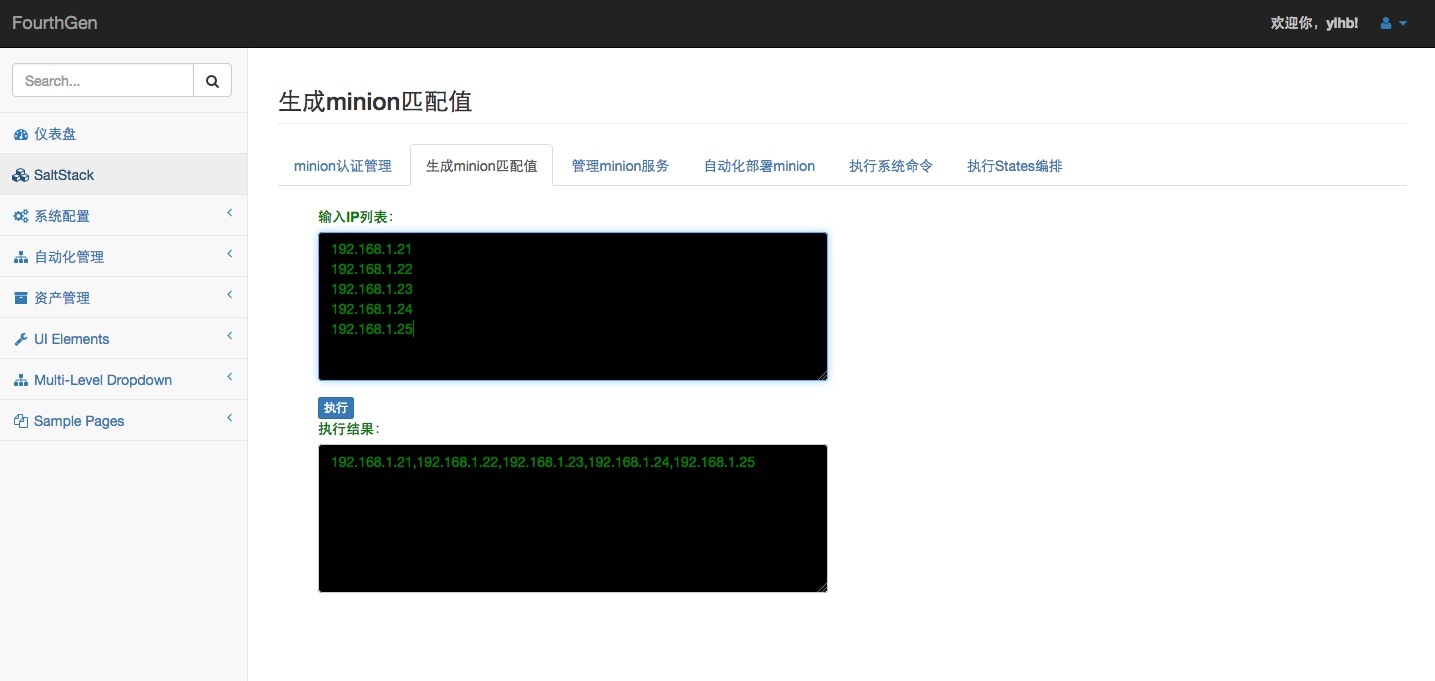 FourthGen
欢迎你，ylhb!
Search...
仪表盘
SaltStack
系统配置
自动化管理
资产管理
UI Elements
Multi-Level Dropdown
Sample Pages
生成minion匹配值
minion认证管理 生成minion匹配值 管理minion服务 自动化部署minion 执行系统命令 执行States编排
输入IP列表：
192.168.1.21
192.168.1.22
192.168.1.23
192.168.1.24
192.168.1.25
执行
执行结果：
192.168.1.21,192.168.1.22,192.168.1.23,192.168.1.24,192.168.1.25